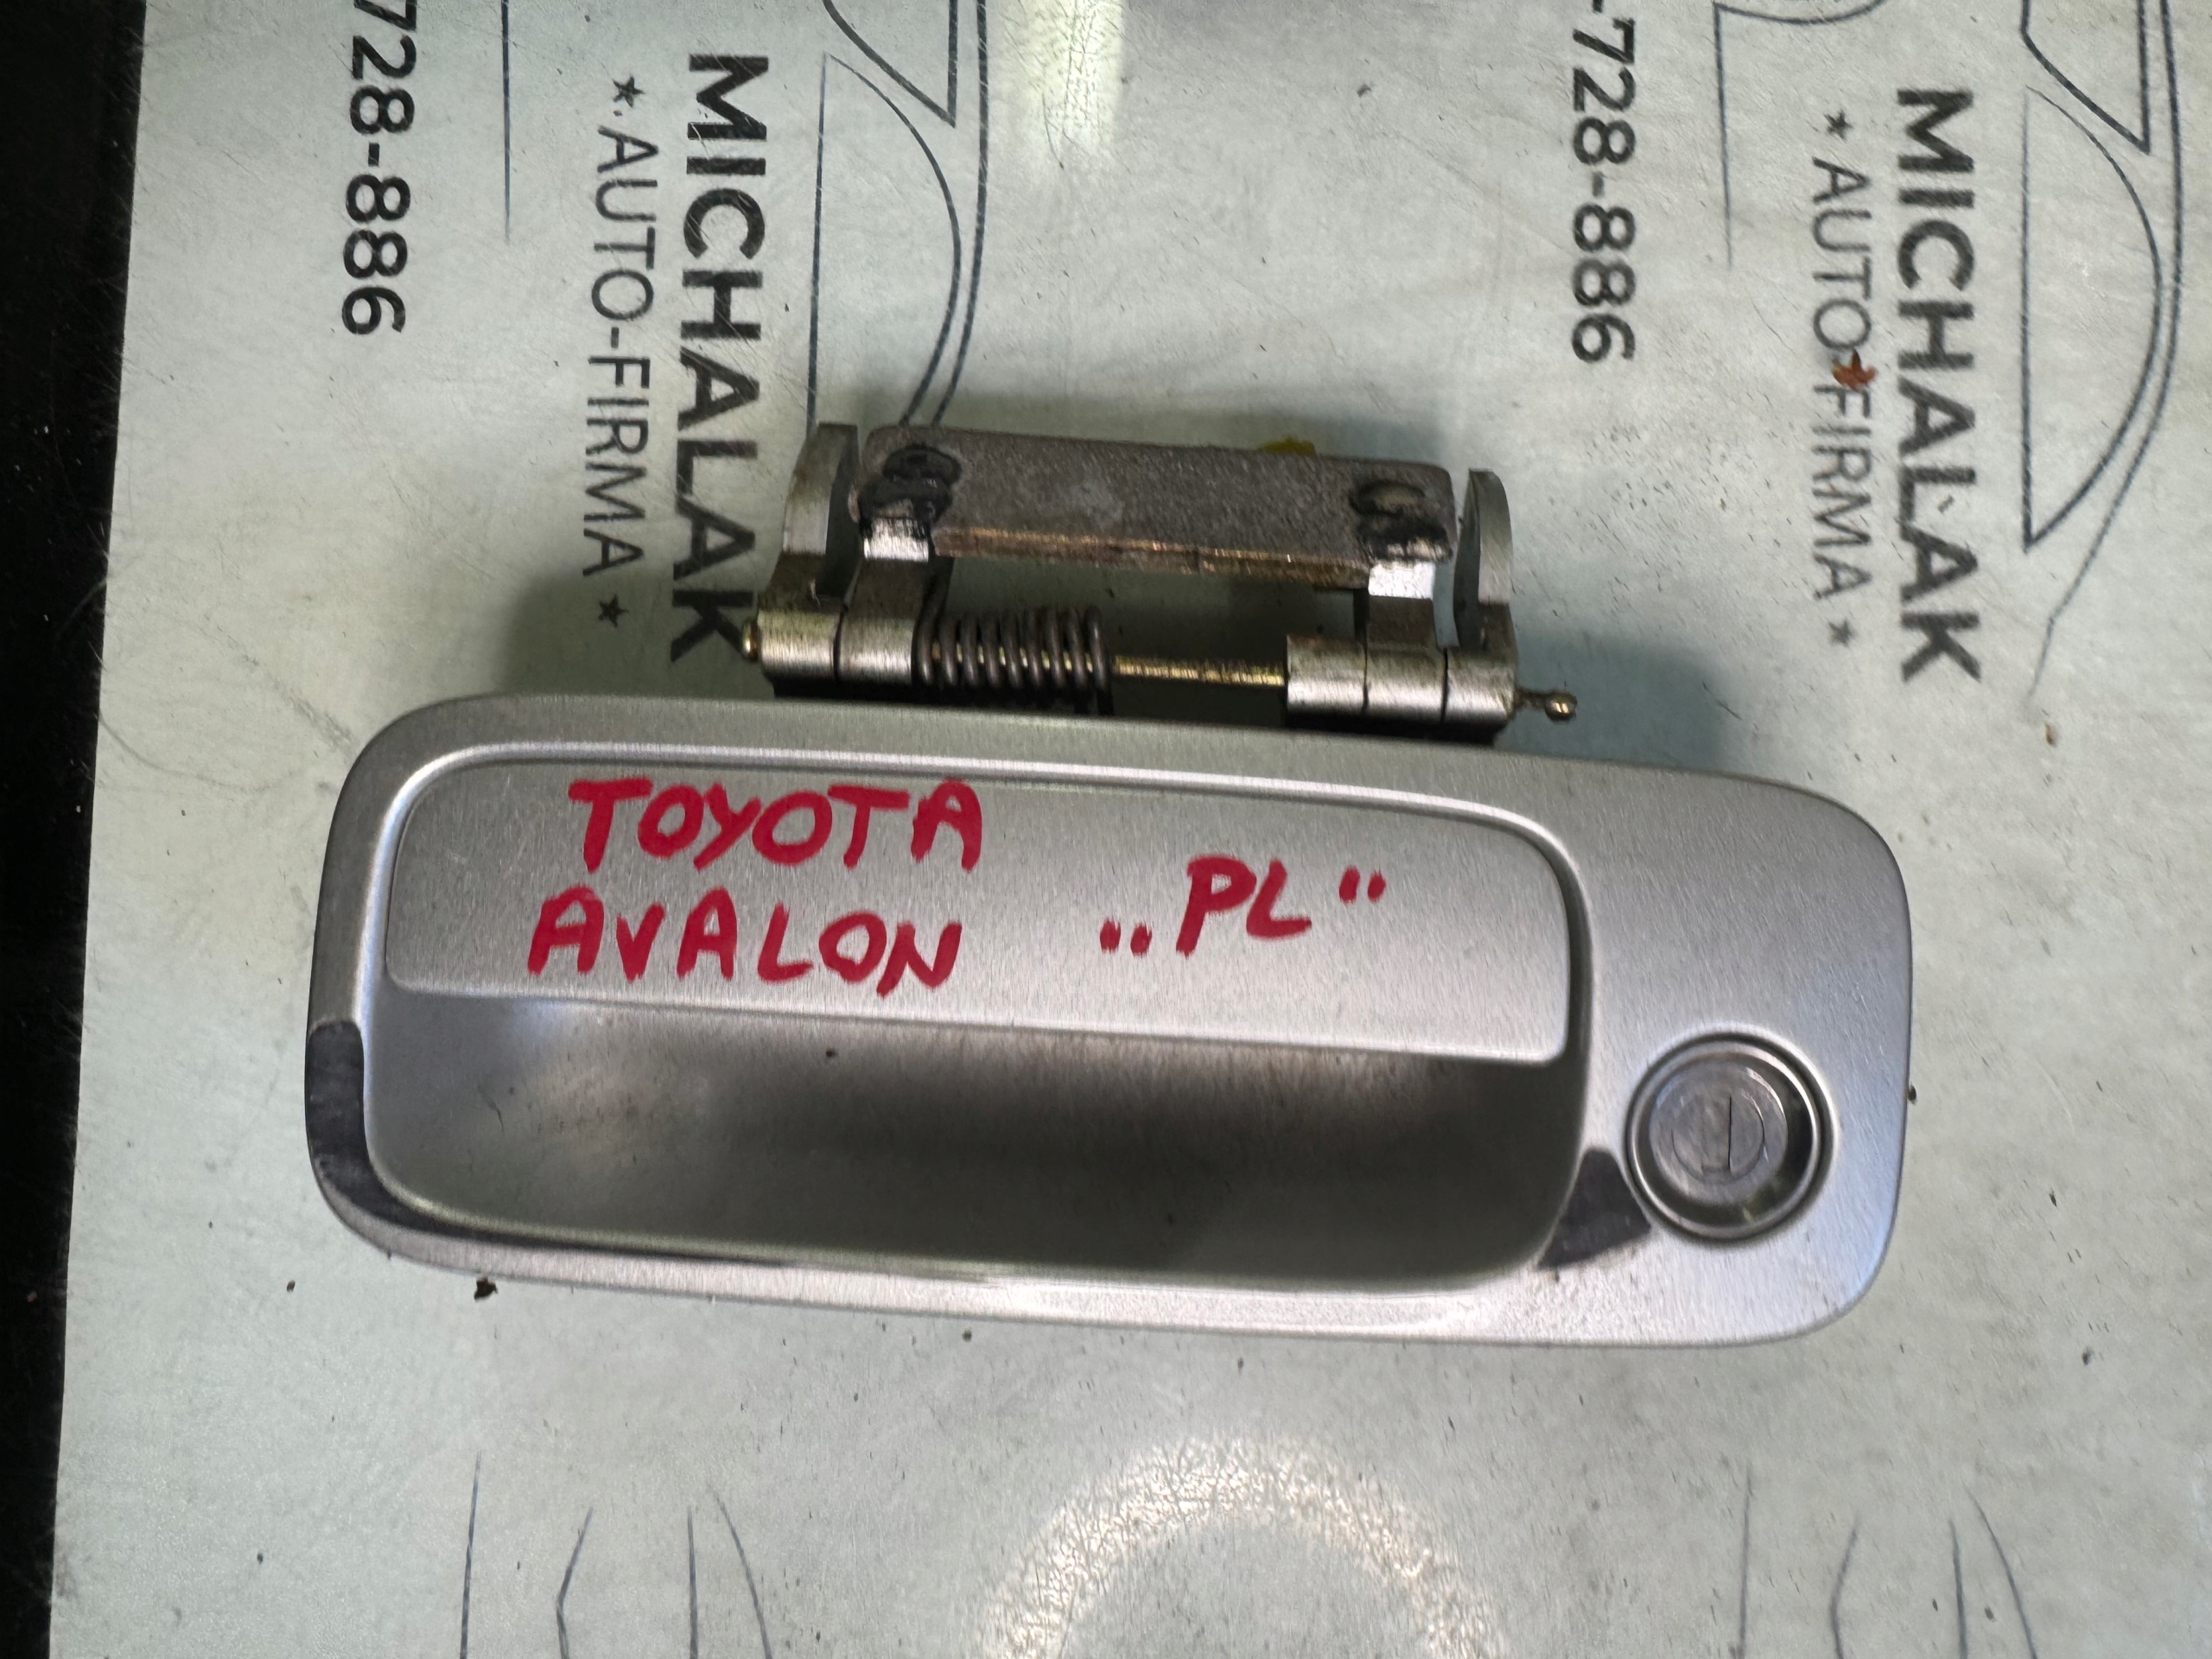 TOYOTA
AVALON „PL"
728-886
MICHALAK
★ AUTO-FIRMA ★
-728-886
MICHALAK
★ AUTO-FIRMA ★